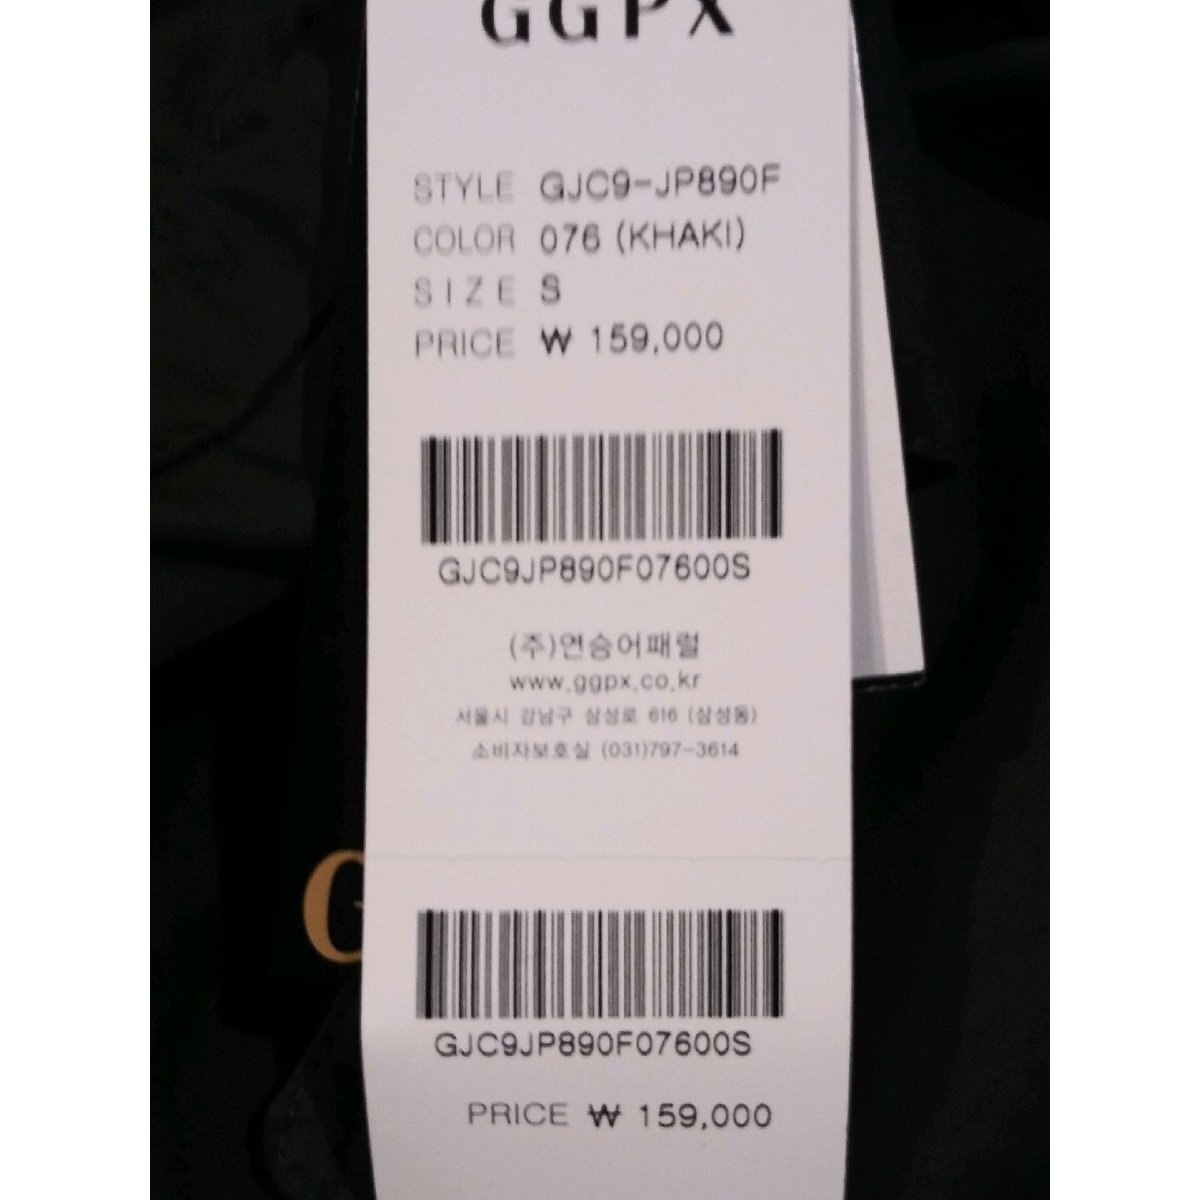 GGPX
STYLE GJC9-JP890F
COLOR 076 (KHAKI)
SIZE S
PRICE ₩ 159,000
GJC9JP890F07600S
(주)연승어패럴
www.ggpx.co.kr
서울시 강남구 삼성로 616 (삼성동)
소비자보호실 (031)797-3614
G
GJC9JP890F07600S
PRICE ₩ 159,000